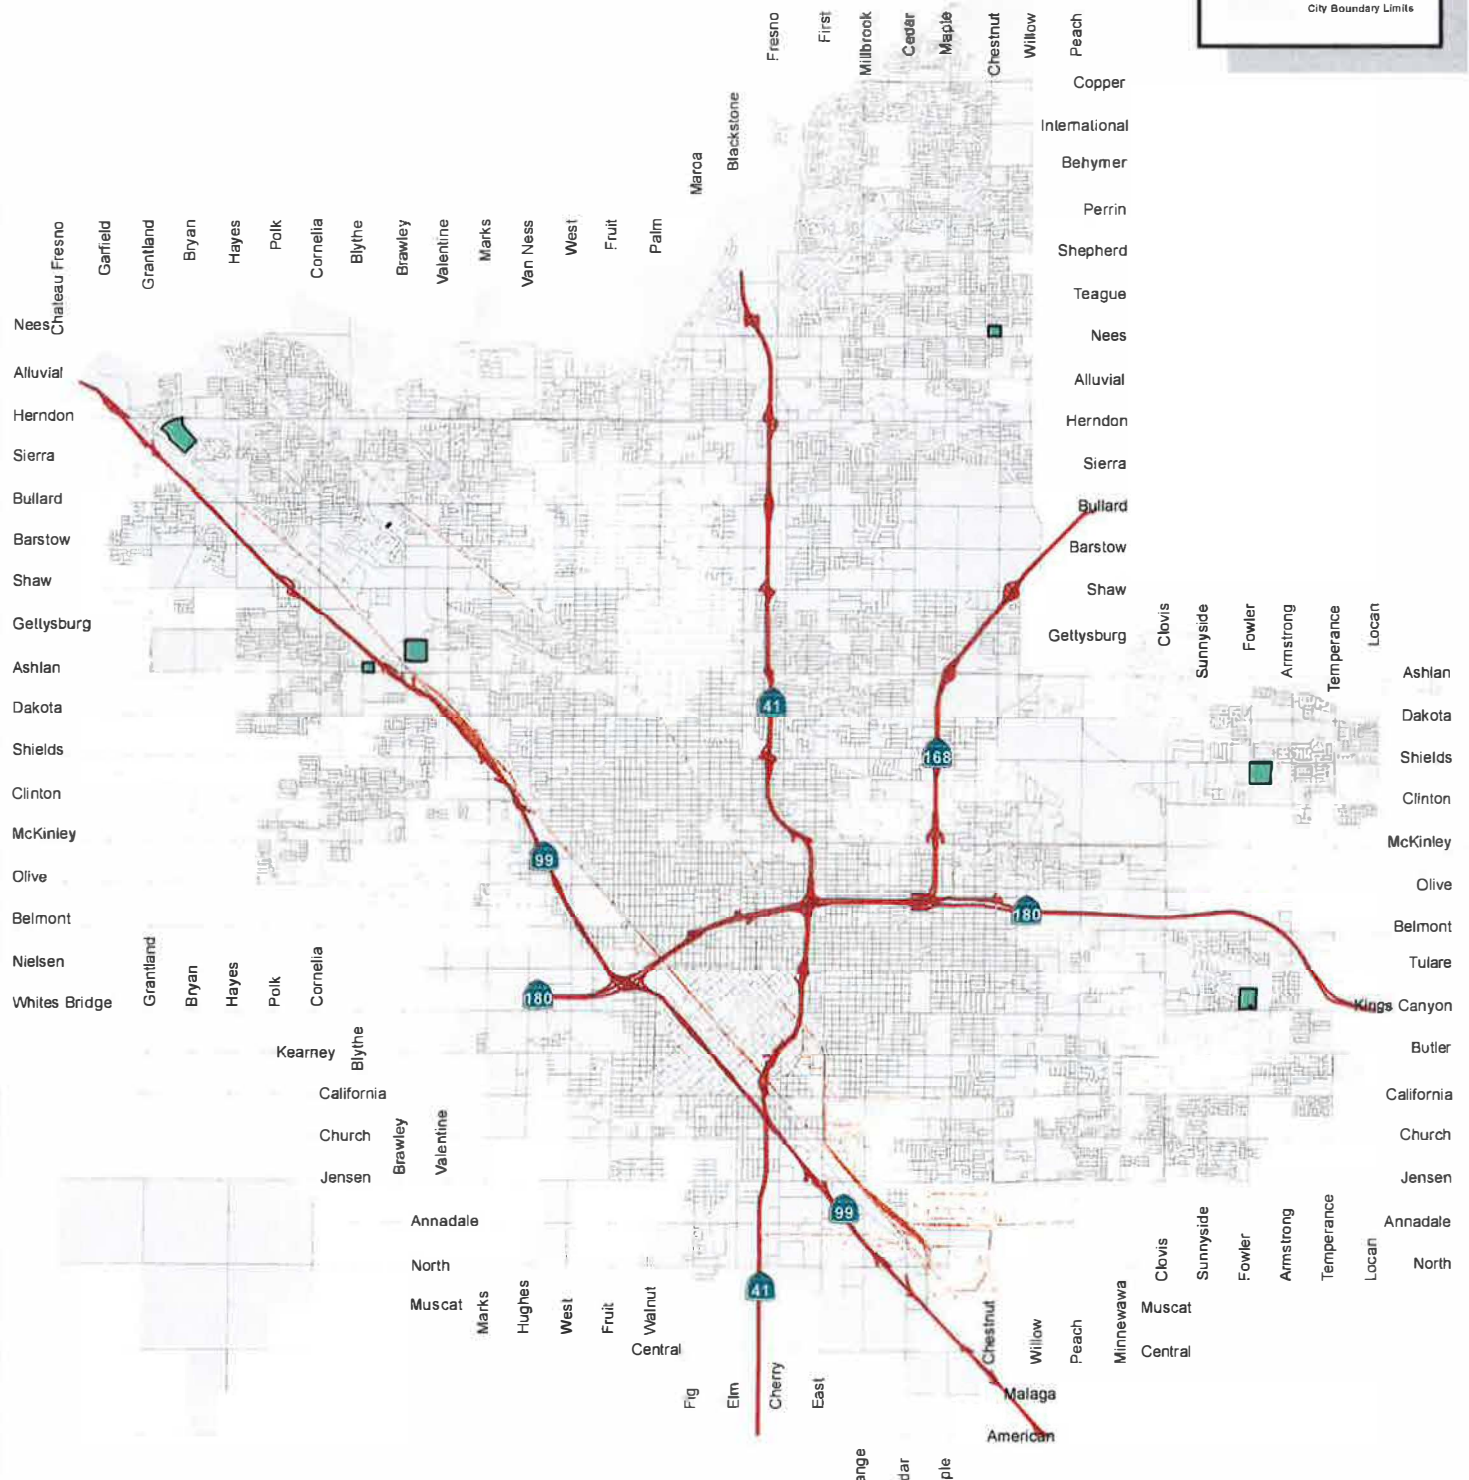 City Boundary Limits
Fresno
First
Millbrook
Cedar
Maple
Chestnut
Willow
Peach
Copper
International
Behymer
Perrin
Shepherd
Teague
Nees
Alluvial
Herndon
Sierra
Bullard
Barstow
Shaw
Gettysburg
Maroa
Blackstone
Chateau Fresno
Garfield
Grantland
Bryan
Hayes
Polk
Cornelia
Blythe
Brawley
Valentine
Marks
Van Ness
West
Fruit
Palm
Nees
Alluvial
Herndon
Sierra
Bullard
Barstow
Shaw
Gettysburg
Ashlan
Dakota
Shields
Clinton
McKinley
Olive
Belmont
Nielsen
Whites Bridge
Clovis
Sunnyside
Fowler
Armstrong
Temperance
Locan
Ashlan
Dakota
Shields
Clinton
McKinley
Olive
Belmont
Tulare
Kings Canyon
Butler
California
Church
Jensen
Annadale
North
41
168
99
180
180
99
41
Grantland
Bryan
Hayes
Polk
Cornelia
Kearney
Blythe
California
Church
Brawley
Valentine
Jensen
Annadale
North
Muscat
Marks
Hughes
West
Fruit
Walnut
Central
Fig
Elm
Cherry
East
Chestnut
Willow
Peach
Minnewawa
Clovis
Sunnyside
Fowler
Armstrong
Temperance
Locan
Muscat
Central
Malaga
American
ange
dar
ple